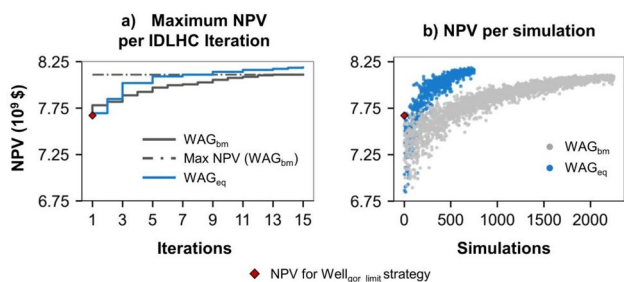 a) Maximum NPV
per IDLHC Iteration
b) NPV per simulation
NPV (10⁹ $)
8.25
7.75
7.25
6.75
WAGbm
Max NPV (WAGbm)
WAGeq
1 3 5 7 9 11 13 15
Iterations
8.25
7.75
7.25
6.75
WAGbm
WAGeq
0 500 1000 1500 2000
Simulations
NPV for Wellgor_limit strategy